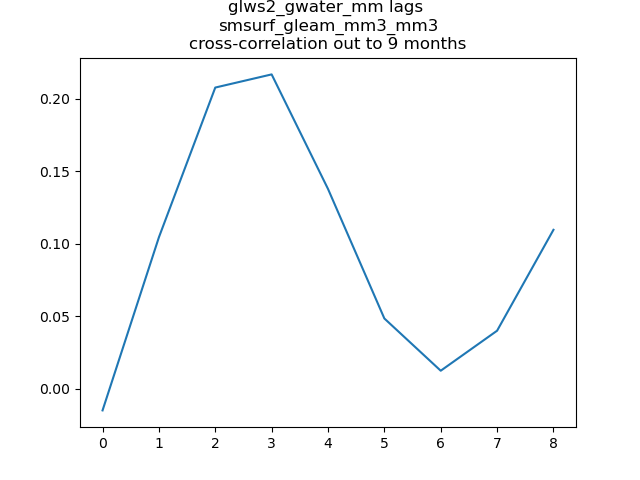 glws2_gwater_mm lags
smsurf_gleam_mm3_mm3
cross-correlation out to 9 months
0.20
0.15
0.10
0.05
0.00
0 1 2 3 4 5 6 7 8